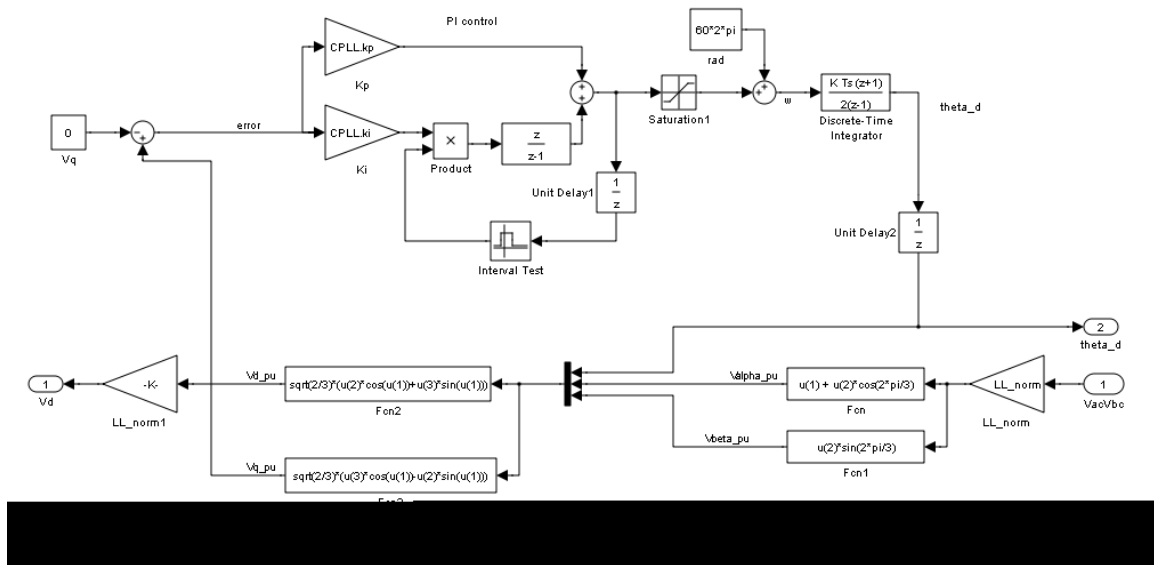 PI control
CPLL.kp
Kp
60*2*pi
rad
+
+
Saturation1
+
+
w
K Ts(z+1)
2(z-1)
Discrete-Time
Integrator
theta_d
0
Vq
-
+
error
CPLL.ki
Ki
×
Product
z
z-1
Unit Delay1
1
z
Interval Test
Unit Delay2
1
z
2
theta_d
1
Vd
-K-
LL_norm1
Vd_pu
sqrt(2/3)*(u(2)*cos(u(1))+u(3)*sin(u(1)))
Fcn2
Valpha_pu
u(1) + u(2)*cos(2*pi/3)
Fcn
LL_norm
LL_norm
1
VacVbc
Vbeta_pu
u(2)*sin(2*pi/3)
Fcn1
Vq_pu
sqrt(2/3)*(u(3)*cos(u(1))-u(2)*sin(u(1)))